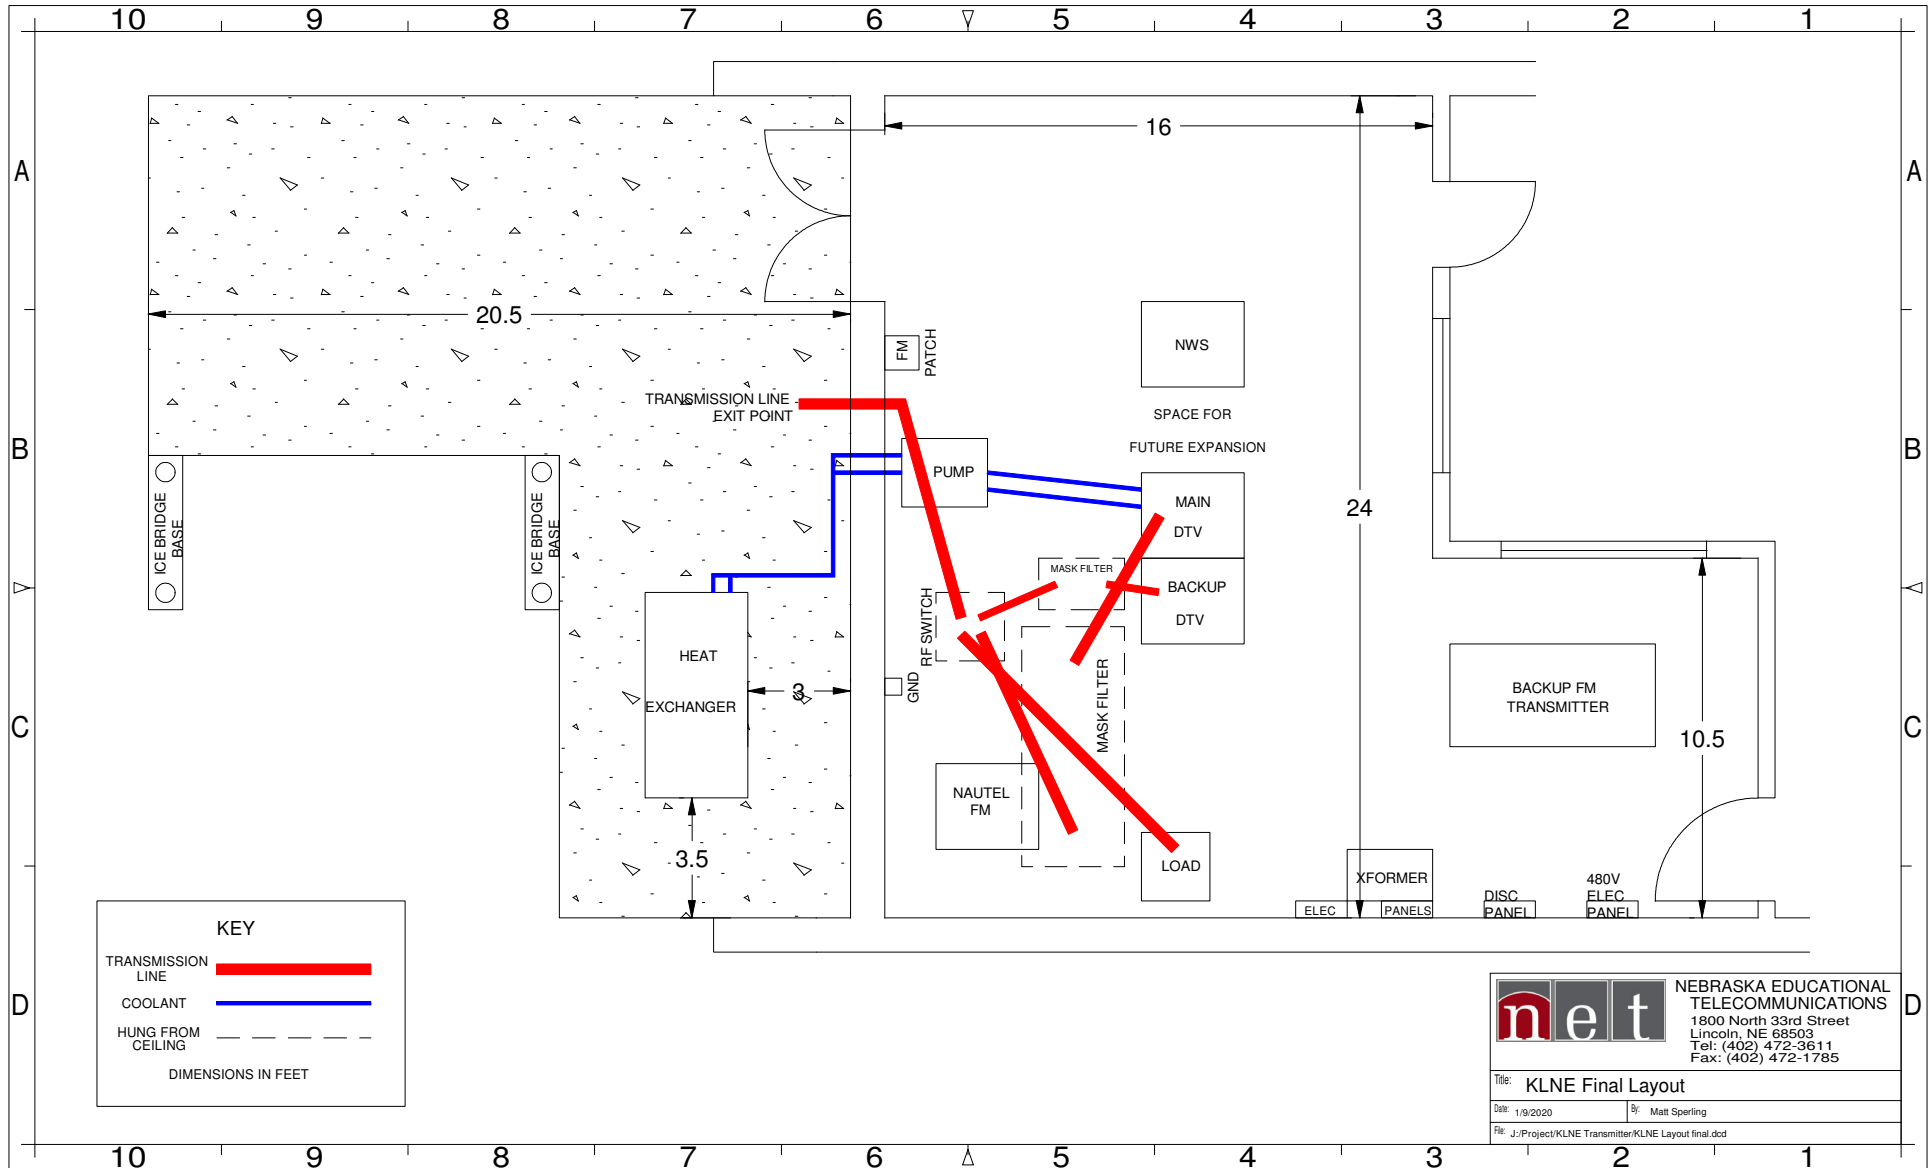 10 9 8 7 6 5 4 3 2 1
A
A
16
20.5
FM
PATCH
NWS
TRANSMISSION LINE
EXIT POINT
SPACE FOR
FUTURE EXPANSION
B
B
PUMP
MAIN
DTV
24
ICE BRIDGE
BASE
ICE BRIDGE
BASE
MASK FILTER
BACKUP
DTV
RF SWITCH
HEAT
EXCHANGER
3
GND
MASK FILTER
BACKUP FM
TRANSMITTER
C
C
10.5
NAUTEL
FM
3.5
LOAD
XFORMER
ELEC
PANELS
DISC
PANEL
480V
ELEC
PANEL
KEY
TRANSMISSION
LINE
COOLANT
HUNG FROM
CEILING
DIMENSIONS IN FEET
D
D
net
NEBRASKA EDUCATIONAL
TELECOMMUNICATIONS
1800 North 33rd Street
Lincoln, NE 68503
Tel: (402) 472-3611
Fax: (402) 472-1785
Title: KLNE Final Layout
Date: 1/9/2020 By: Matt Sperling
File: J:/Project/KLNE Transmitter/KLNE Layout final.dcd
10 9 8 7 6 5 4 3 2 1